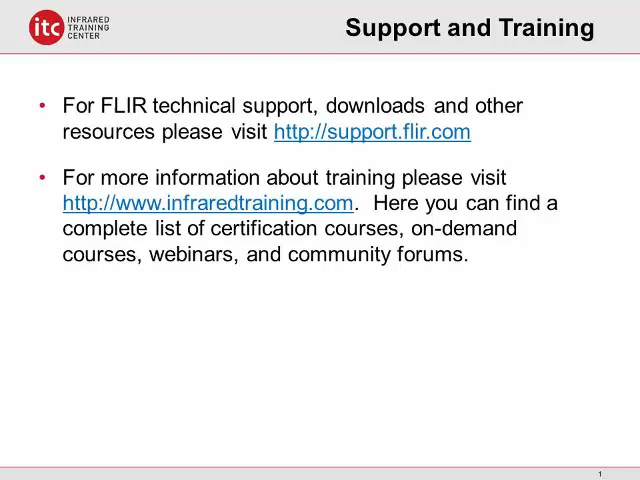 itc INFRARED
TRAINING
CENTER
Support and Training
• For FLIR technical support, downloads and other
resources please visit http://support.flir.com
• For more information about training please visit
http://www.infraredtraining.com.  Here you can find a
complete list of certification courses, on-demand
courses, webinars, and community forums.
1